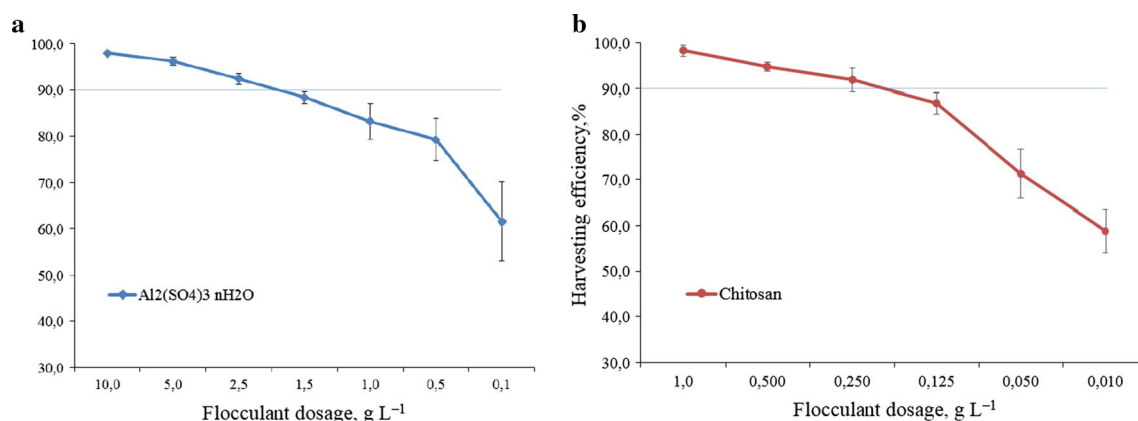 a
100,0
90,0
80,0
70,0
60,0
50,0
40,0
30,0
Al2(SO4)3 nH2O
10,0 5,0 2,5 1,5 1,0 0,5 0,1
Flocculant dosage, g L⁻¹
b
Harvesting efficiency,%
100,0
90,0
80,0
70,0
60,0
50,0
40,0
30,0
Chitosan
1,0 0,500 0,250 0,125 0,050 0,010
Flocculant dosage, g L⁻¹